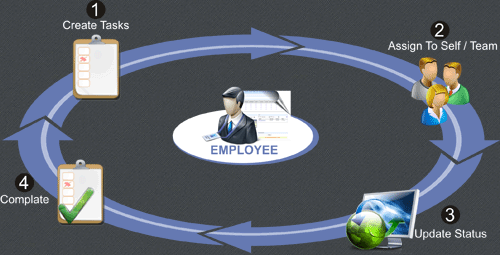 1
Create Tasks
2
Assign To Self / Team
EMPLOYEE
4
Complate
3
Update Status